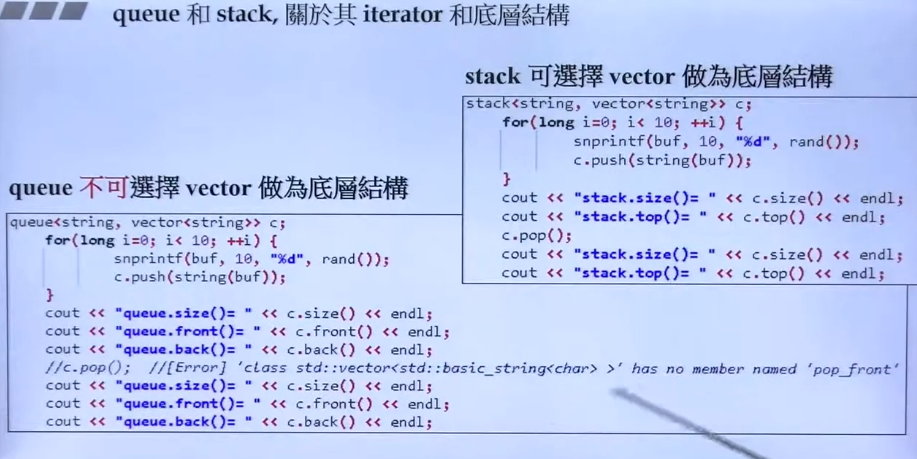 queue 和 stack, 關於其 iterator 和底層結構
stack 可選擇 vector 做為底層結構
stack<string, vector<string>> c;
for(long i=0; i< 10; ++i) {
snprintf(buf, 10, "%d", rand());
c.push(string(buf));
}
cout << "stack.size()= " << c.size() << endl;
cout << "stack.top()= " << c.top() << endl;
c.pop();
cout << "stack.size()= " << c.size() << endl;
cout << "stack.top()= " << c.top() << endl;
queue 不可選擇 vector 做為底層結構
queue<string, vector<string>> c;
for(long i=0; i< 10; ++i) {
snprintf(buf, 10, "%d", rand());
c.push(string(buf));
}
cout << "queue.size()= " << c.size() << endl;
cout << "queue.front()= " << c.front() << endl;
cout << "queue.back()= " << c.back() << endl;
//c.pop(); //[Error] 'class std::vector<std::basic_string<char> >' has no member named 'pop_front'
cout << "queue.size()= " << c.size() << endl;
cout << "queue.front()= " << c.front() << endl;
cout << "queue.back()= " << c.back() << endl;